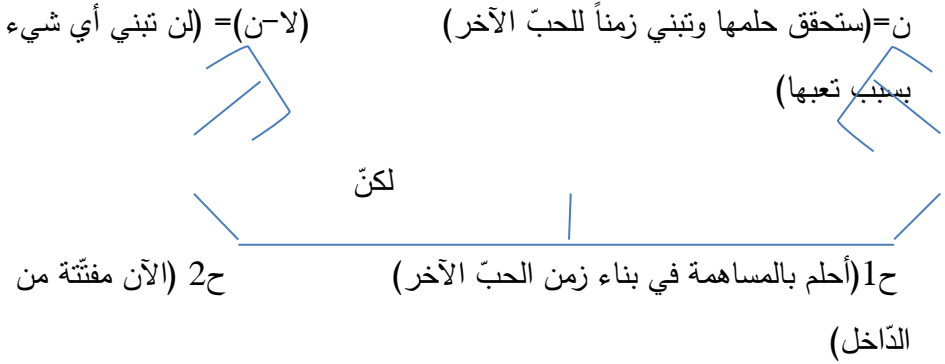 ن=(ستحقق حلمها وتبني زمناً للحبّ الآخر) (لا-ن)= (لن تبني أي شيء
بسبب تعبها)
لكنّ
ح1(أحلم بالمساهمة في بناء زمن الحبّ الآخر) ح2 (الآن مفتّتة من
الدّاخل)